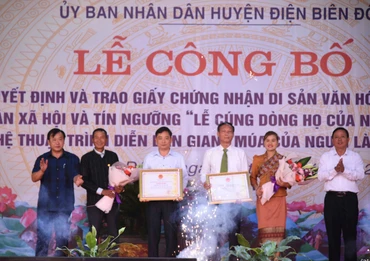 ỦY BAN NHÂN DÂN HUYỆN ĐIỆN BIÊN ĐÔ
LỄ CÔNG BỐ
YẾT ĐỊNH VÀ TRAO GIẤY CHỨNG NHẬN DI SẢN VĂN HÓ
ÁN XÃ HỘI VÀ TÍN NGƯỠNG "LỄ CÚNG DÒNG HỌ CỦA N
HỆ THUẬT TRÌNH DIỄN DÂN GIAN MÚA CỦA NGƯỜI LÀ